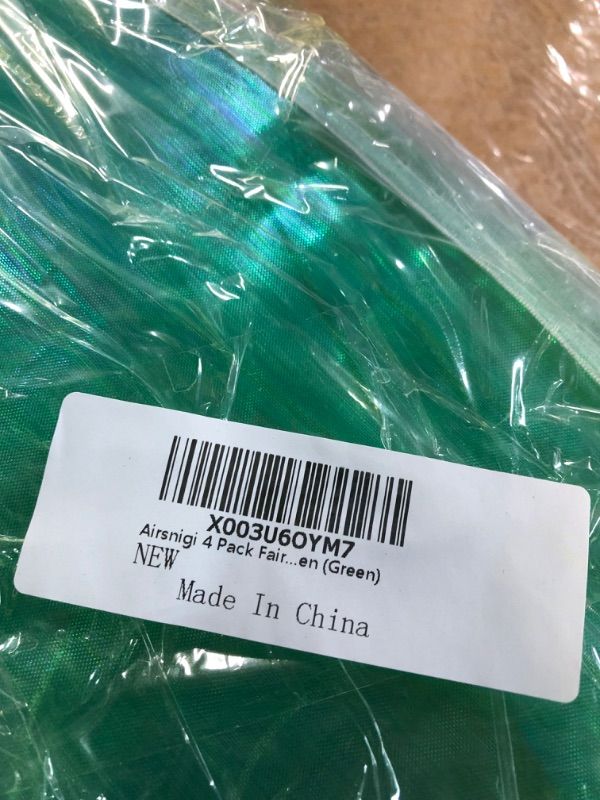 X003U6OYM7
Airsnigi 4 Pack Fair...en (Green)
NEW
Made In China